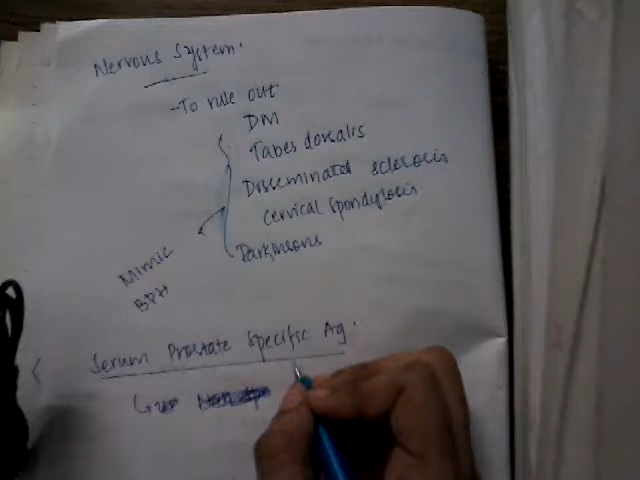 Nervous System.
- To rule out
DM
Tabes dorsalis
Disseminated sclerosis
Cervical Spondylosis
Parkinsons
Mimic
BPH
Serum Prostate Specific Ag.